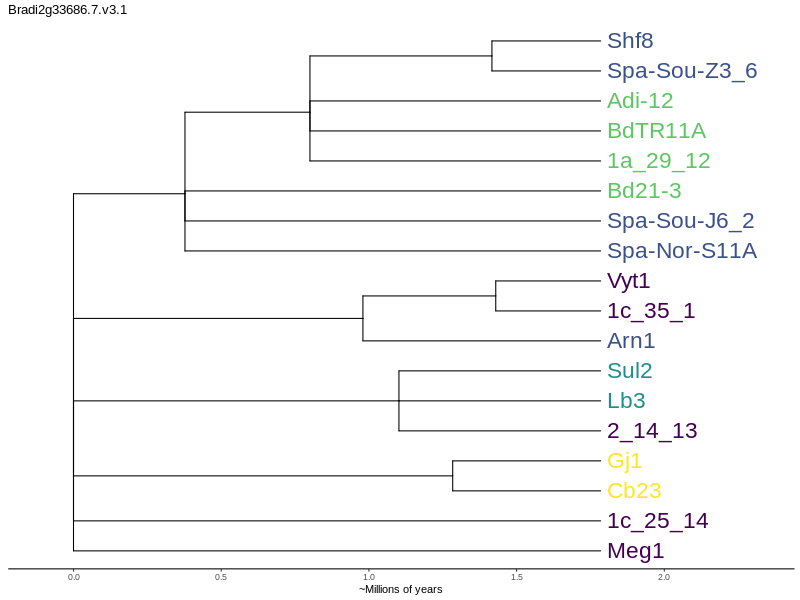 Bradi2g33686.7.v3.1
Shf8
Spa-Sou-Z3_6
Adi-12
BdTR11A
1a_29_12
Bd21-3
Spa-Sou-J6_2
Spa-Nor-S11A
Vyt1
1c_35_1
Arn1
Sul2
Lb3
2_14_13
Gj1
Cb23
1c_25_14
Meg1
0.0 0.5 1.0 1.5 2.0
~Millions of years